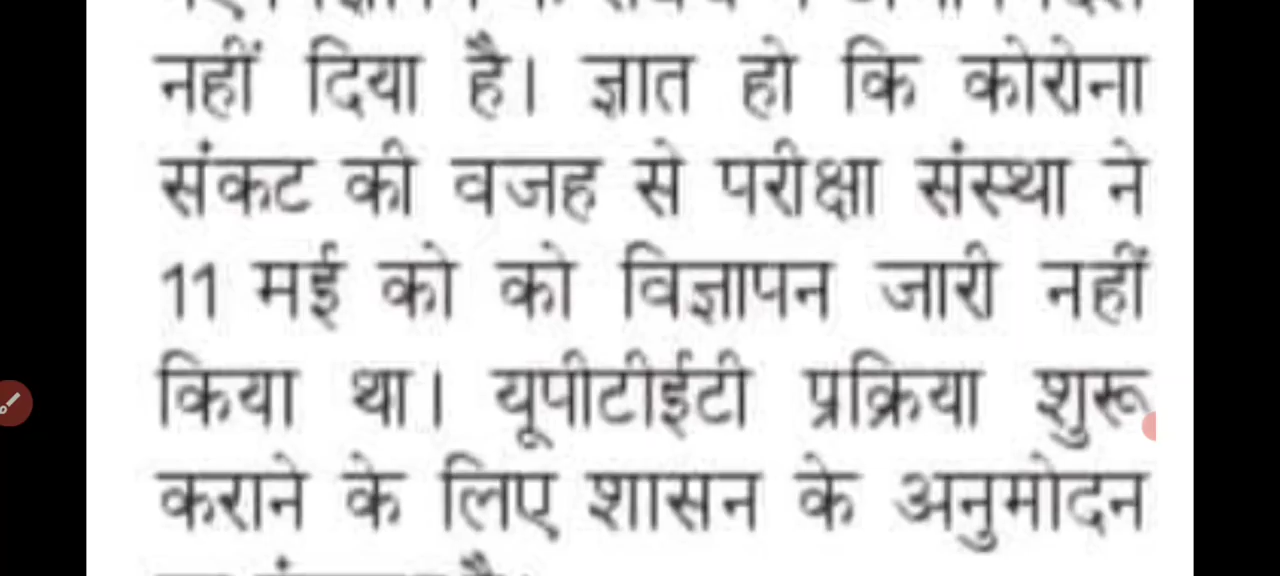 नहीं दिया है। ज्ञात हो कि कोरोना
संकट की वजह से परीक्षा संस्था ने
11 मई को को विज्ञापन जारी नहीं
किया था। यूपीटीईटी प्रक्रिया शुरू
कराने के लिए शासन के अनुमोदन